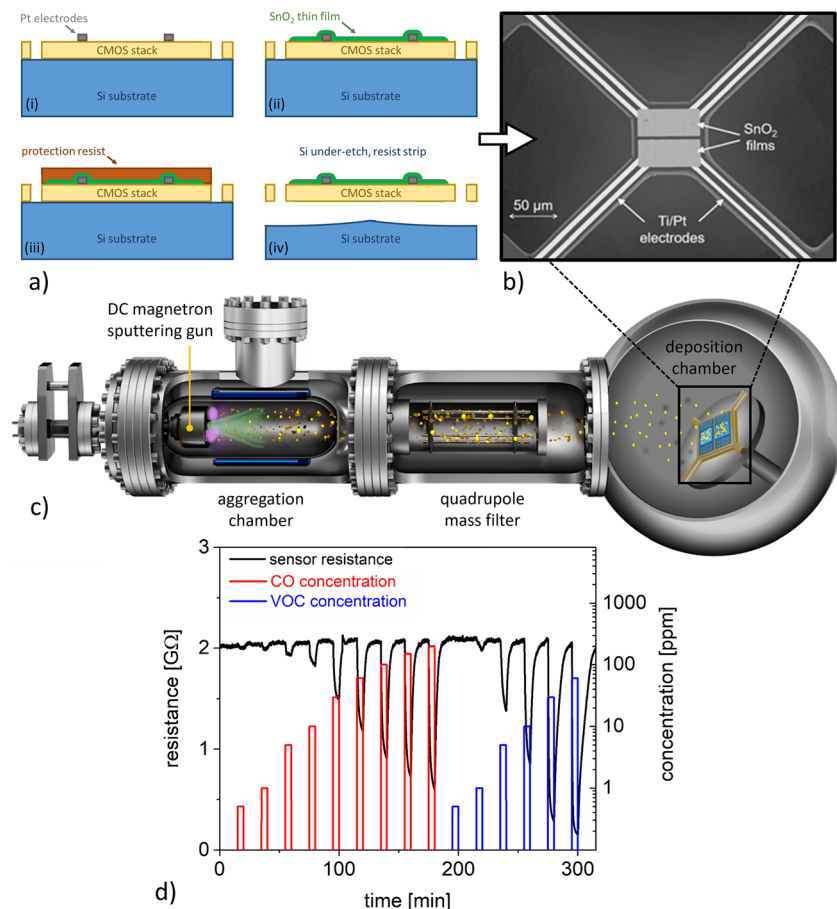 Pt electrodes
CMOS stack
Si substrate
(i)
SnO₂ thin film
CMOS stack
Si substrate
(ii)
protection resist
CMOS stack
Si substrate
(iii)
Si under-etch, resist strip
CMOS stack
Si substrate
(iv)
a)
SnO₂
films
50 µm
Ti/Pt
electrodes
b)
DC magnetron
sputtering gun
deposition
chamber
aggregation
chamber
quadrupole
mass filter
c)
3
2
1
0
resistance [GΩ]
sensor resistance
CO concentration
VOC concentration
1000
100
10
1
concentration [ppm]
0
100
200
300
time [min]
d)